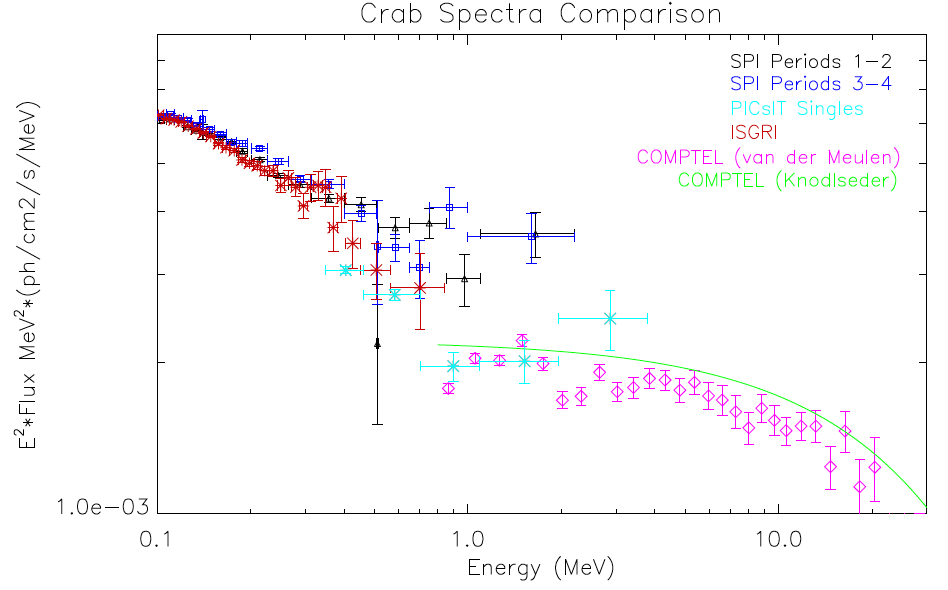 Crab Spectra Comparison
SPI Periods 1-2
SPI Periods 3-4
PICsIT Singles
ISGRI
COMPTEL (van der Meulen)
COMPTEL (Knodlseder)
E²*Flux MeV²*(ph/cm2/s/MeV)
1.0e-03
0.1 1.0 10.0
Energy (MeV)